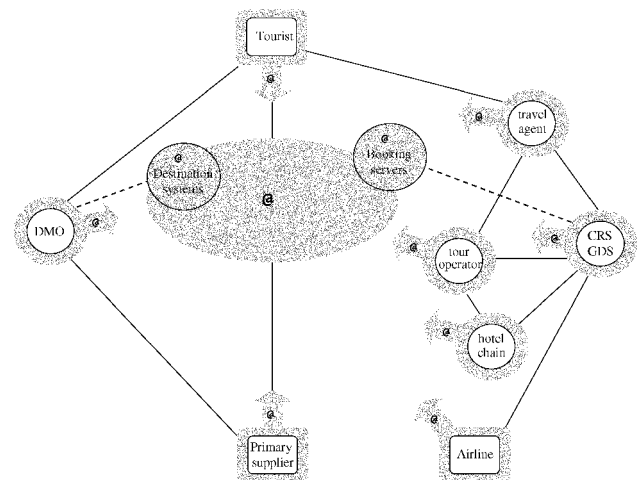 Tourist
@
travel
agent
@
@
Destination
systems
@
Booking
servers
@
DMO
@
@
tour
operator
@
CRS
GDS
@
hotel
chain
@
@
Primary
supplier
@
Airline